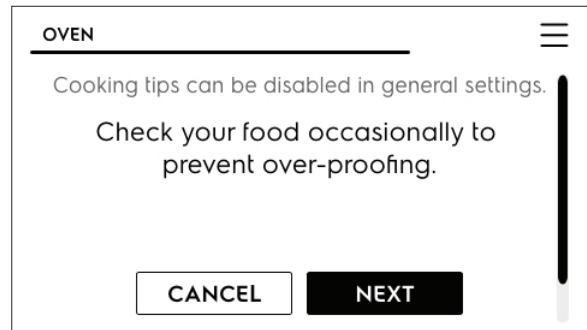 OVEN
Cooking tips can be disabled in general settings.
Check your food occasionally to
prevent over-proofing.
CANCEL
NEXT